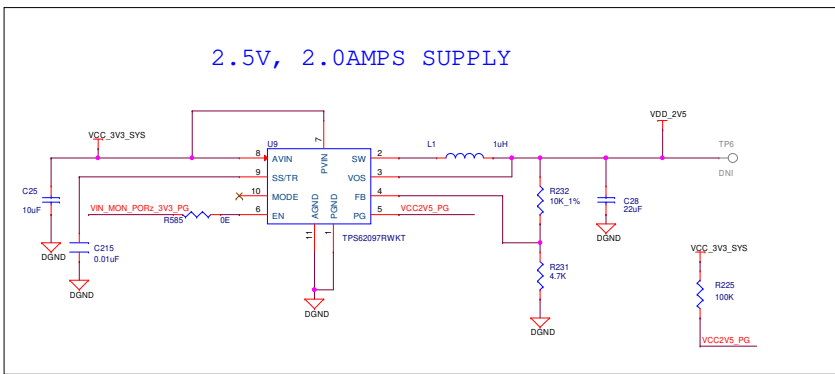 2.5V, 2.0AMPS SUPPLY
VCC_3V3_SYS
VDD_2V5
U9
7
PVIN
L1
1uH
TP6
DNI
8
AVIN
SW
2
9
SS/TR
VOS
3
10
MODE
FB
4
6
EN
PG
5
AGND
PGND
11
1
TPS62097RWKT
C25
10uF
DGND
VIN_MON_PORz_3V3_PG
R585
0E
C215
0.01uF
DGND
DGND
VCC2V5_PG
R232
10K_1%
C28
22uF
DGND
R231
4.7K
DGND
VCC_3V3_SYS
R225
100K
VCC2V5_PG